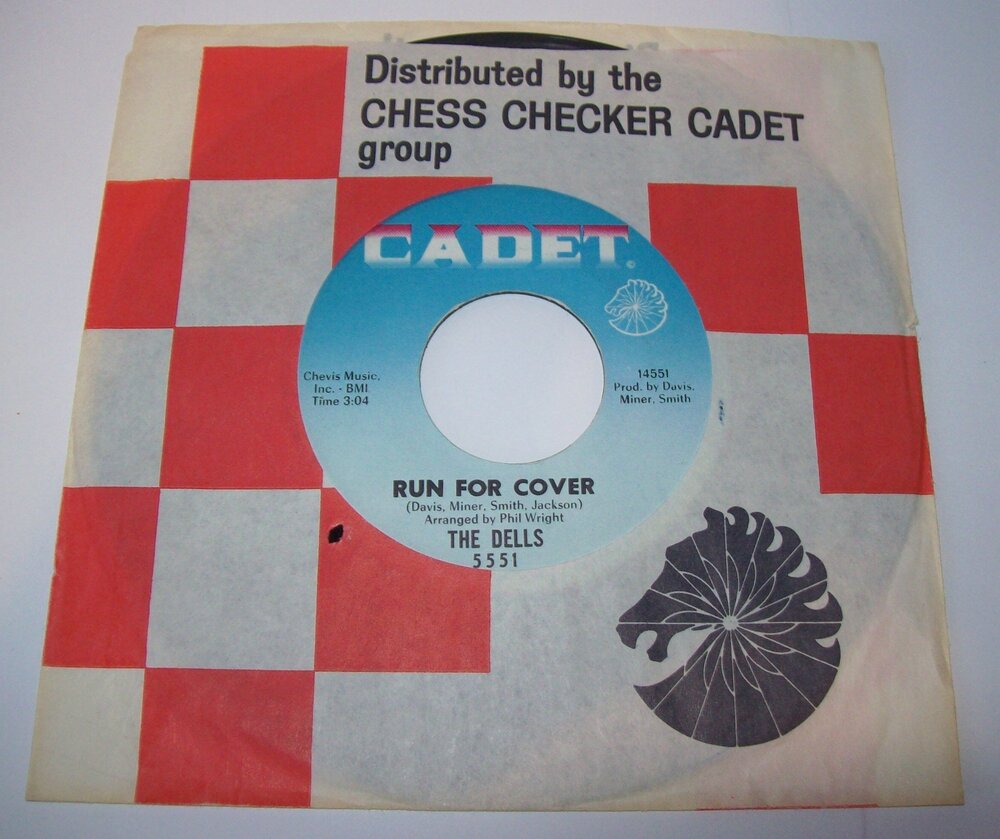 Distributed by the
CHESS CHECKER CADET
group
CADET
Chevis Music,
Inc. - BMI
Time 3:04
14551
Prod. by Davis,
Miner, Smith
RUN FOR COVER
(Davis, Miner, Smith, Jackson)
Arranged by Phil Wright
THE DELLS
5551